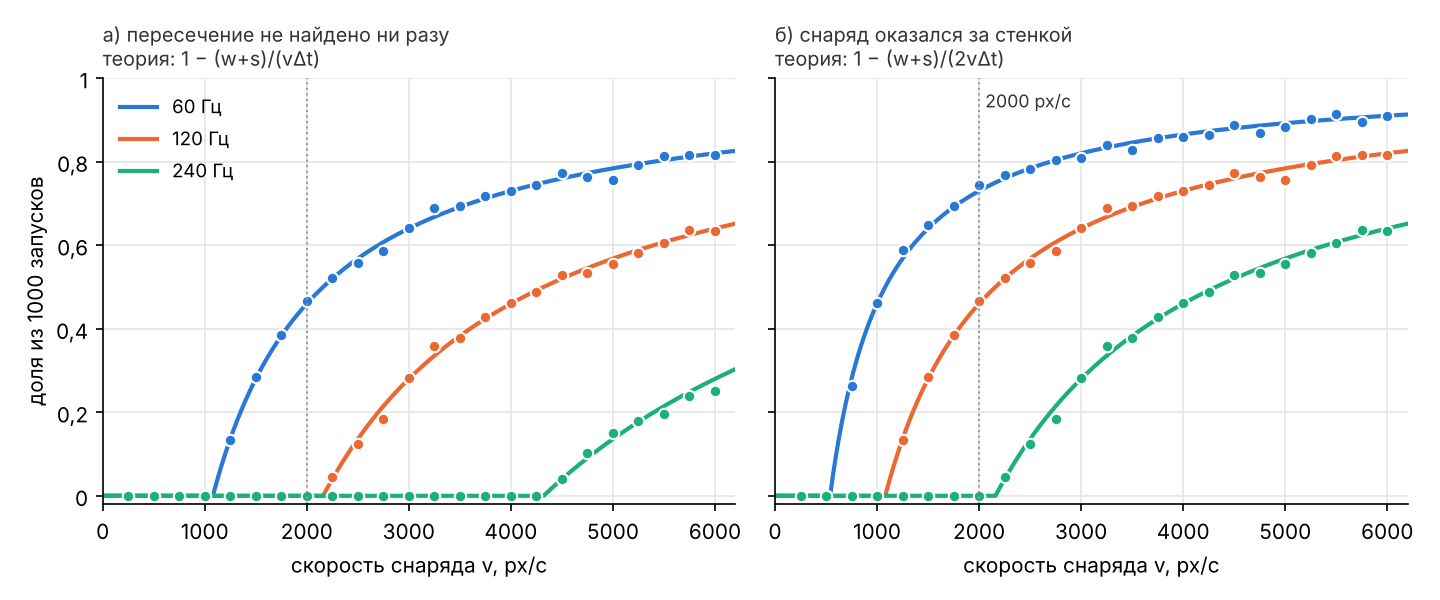 а) пересечение не найдено ни разу
теория: 1 − (w+s)/(vΔt)
б) снаряд оказался за стенкой
теория: 1 − (w+s)/(2vΔt)
1
0,8
0,6
0,4
0,2
0
доля из 1000 запусков
60 Гц
120 Гц
240 Гц
2000 px/с
0 1000 2000 3000 4000 5000 6000
0 1000 2000 3000 4000 5000 6000
скорость снаряда v, px/с
скорость снаряда v, px/с